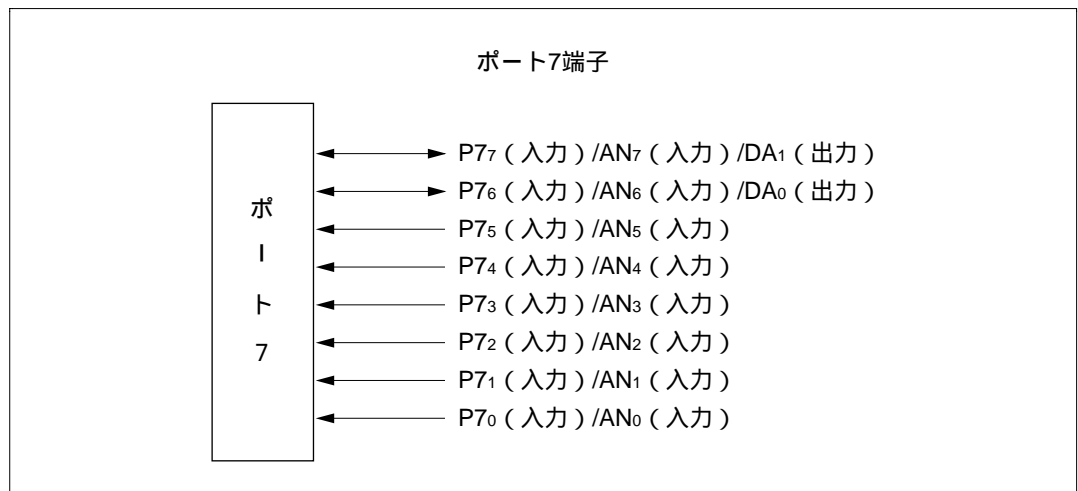 ポート7端子
ポート7
P7₇（入力）/AN₇（入力）/DA₁（出力）
P7₆（入力）/AN₆（入力）/DA₀（出力）
P7₅（入力）/AN₅（入力）
P7₄（入力）/AN₄（入力）
P7₃（入力）/AN₃（入力）
P7₂（入力）/AN₂（入力）
P7₁（入力）/AN₁（入力）
P7₀（入力）/AN₀（入力）